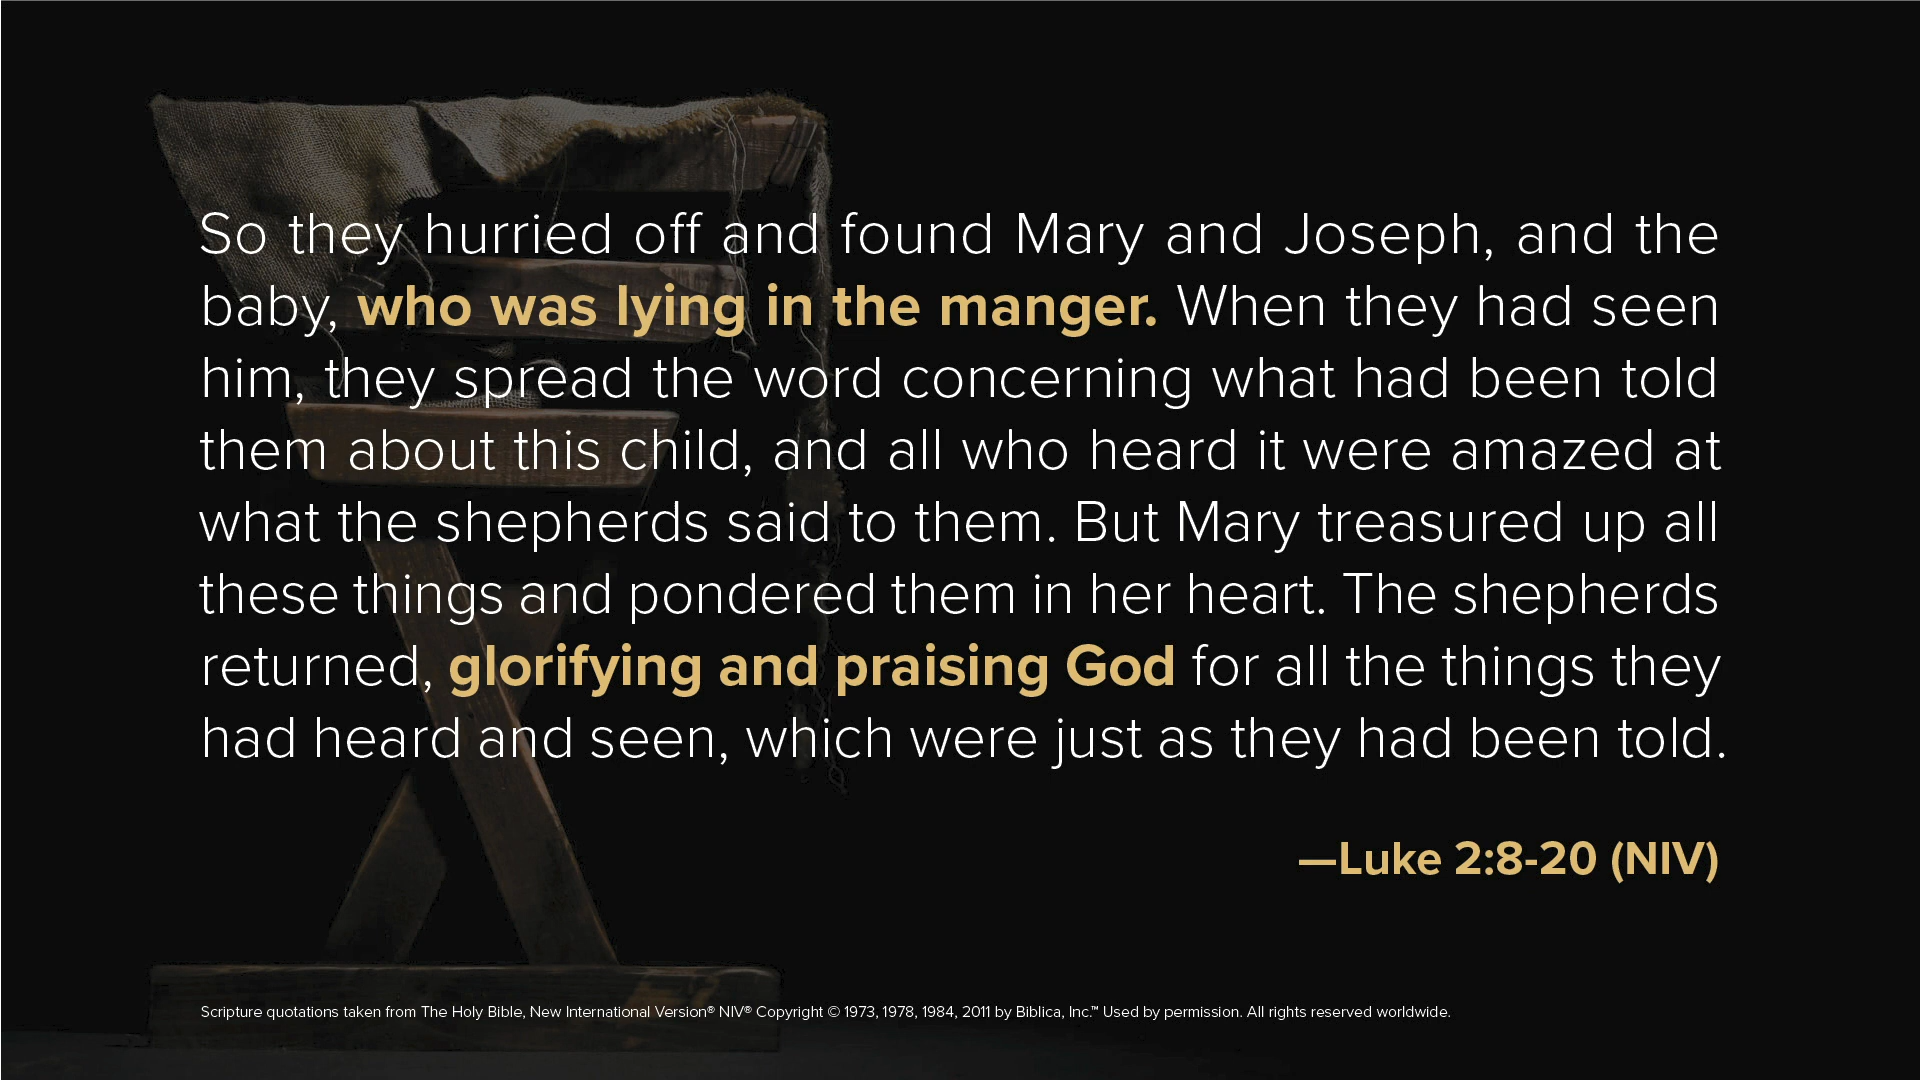 So they hurried off and found Mary and Joseph, and the
baby, who was lying in the manger. When they had seen
him, they spread the word concerning what had been told
them about this child, and all who heard it were amazed at
what the shepherds said to them. But Mary treasured up all
these things and pondered them in her heart. The shepherds
returned, glorifying and praising God for all the things they
had heard and seen, which were just as they had been told.
—Luke 2:8-20 (NIV)
Scripture quotations taken from The Holy Bible, New International Version® NIV® Copyright © 1973, 1978, 1984, 2011 by Biblica, Inc.™ Used by permission. All rights reserved worldwide.